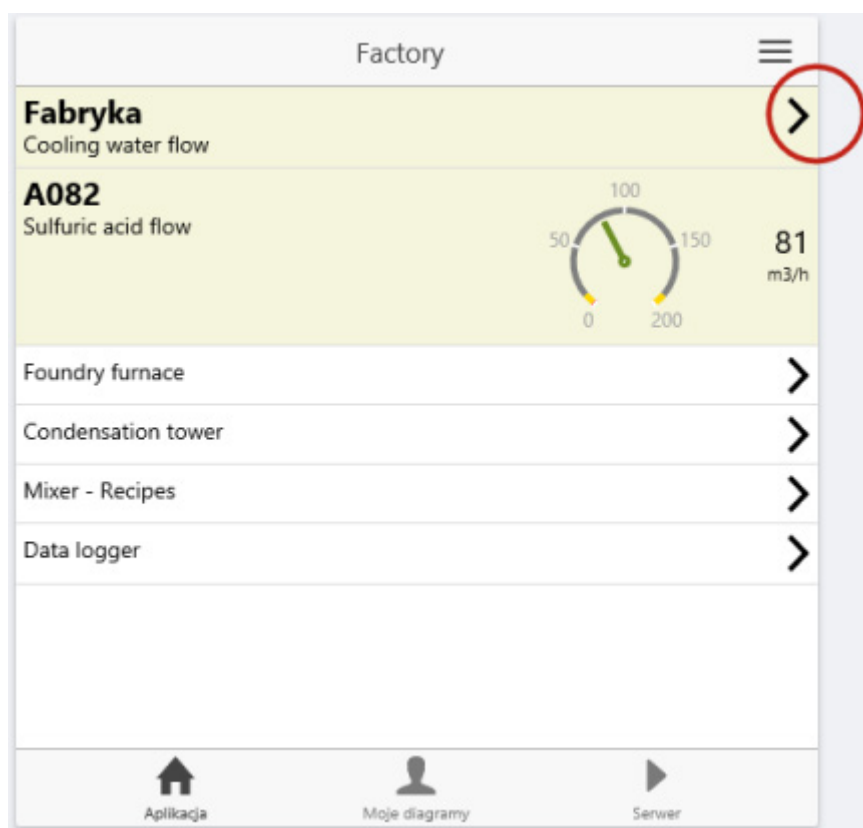 Factory
Fabryka
Cooling water flow
A082
Sulfuric acid flow
100
50
150
81
m3/h
0
200
Foundry furnace
Condensation tower
Mixer - Recipes
Data logger
Aplikacja
Moje diagramy
Serwer